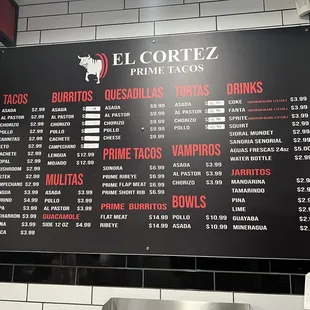 EL CORTEZ
PRIME TACOS
TACOS
ASADA $2.99
AL PASTOR $2.99
CHORIZO $2.99
POLLO $2.99
$2.99
$2.99
$2.99
$2.99
$2.99
$2.99
$2.99
$3.99
$3.99
$3.99
$3.99
BURRITOS
ASADA
AL PASTOR
CHORIZO
POLLO
CACHETE
CAMPECHANO
LENGUA $12.99
MOJADO $12.99
MULITAS
ASADA $3.99
POLLO $3.99
AL PASTOR $3.99
GUACAMOLE
SIDE 12 OZ $4.99
QUESADILLAS
ASADA $9.99
AL PASTOR $9.99
CHORIZO $9.99
POLLO $9.99
CHEESE $9.99
PRIME TACOS
SONORA $6.99
PRIME RIBEYE $6.99
PRIME FLAP MEAT $6.99
PRIME SHORT RIB $6.99
PRIME BURRITOS
FLAT MEAT $14.99
RIBEYE $14.99
TORTAS
ASADA
AL PASTOR
CHORIZO
POLLO
VAMPIROS
ASADA $3.99
AL PASTOR $3.99
CHORIZO $3.99
BOWLS
POLLO $10.99
ASADA $10.99
DRINKS
COKE $3.99
FANTA $3.99
SPRITE $3.99
SQUIRT
SIDRAL MUNDET
SANGRIA SENORIAL
AGUAS FRESCAS 24oz $5.00
WATER BOTTLE
JARRITOS
MANDARINA
TAMARINDO
PINA
LIME
GUAYABA
MINERAGUA